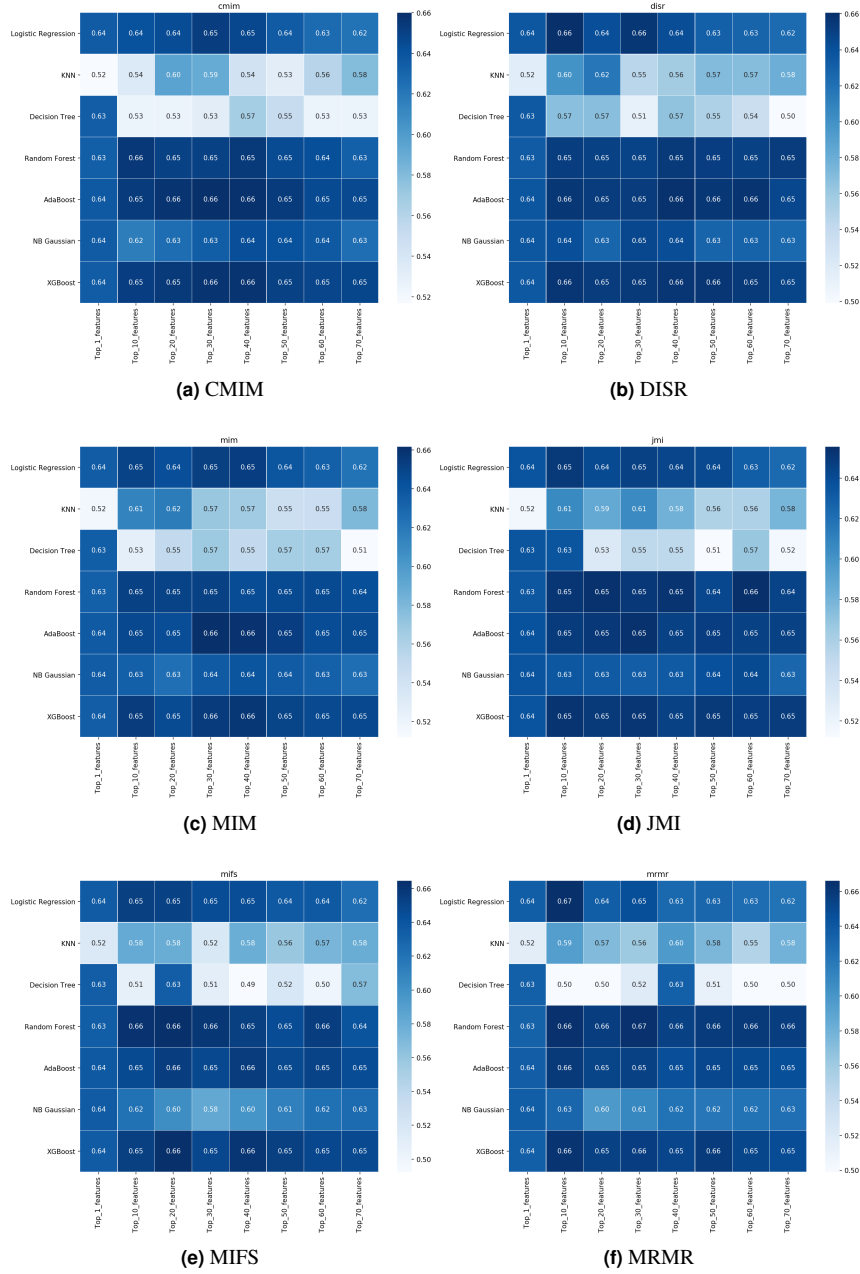 cmim
Logistic Regression 0.64 0.64 0.64 0.65 0.65 0.64 0.63 0.62
KNN 0.52 0.54 0.60 0.59 0.54 0.53 0.56 0.58
Decision Tree 0.63 0.53 0.53 0.53 0.57 0.55 0.53 0.53
Random Forest 0.63 0.66 0.65 0.65 0.65 0.64 0.64 0.63
AdaBoost 0.64 0.65 0.66 0.66 0.66 0.65 0.65 0.65
NB Gaussian 0.64 0.62 0.63 0.63 0.64 0.64 0.64 0.63
XGBoost 0.64 0.65 0.65 0.66 0.66 0.65 0.65 0.65
Top_1_features Top_10_features Top_20_features Top_30_features Top_40_features Top_50_features Top_60_features Top_70_features
0.66
0.64
0.62
0.60
0.58
0.56
0.54
0.52
(a) CMIM
disr
Logistic Regression 0.64 0.66 0.64 0.66 0.64 0.63 0.63 0.62
KNN 0.52 0.60 0.62 0.55 0.56 0.57 0.57 0.58
Decision Tree 0.63 0.57 0.57 0.51 0.57 0.55 0.54 0.50
Random Forest 0.63 0.65 0.65 0.65 0.65 0.65 0.65 0.65
AdaBoost 0.64 0.66 0.66 0.65 0.66 0.66 0.66 0.65
NB Gaussian 0.64 0.64 0.63 0.65 0.64 0.63 0.63 0.63
XGBoost 0.64 0.66 0.65 0.66 0.66 0.65 0.65 0.65
Top_1_features Top_10_features Top_20_features Top_30_features Top_40_features Top_50_features Top_60_features Top_70_features
0.66
0.64
0.62
0.60
0.58
0.56
0.54
0.52
0.50
(b) DISR
mim
Logistic Regression 0.64 0.65 0.64 0.65 0.65 0.64 0.63 0.62
KNN 0.52 0.61 0.62 0.57 0.57 0.55 0.55 0.58
Decision Tree 0.63 0.53 0.55 0.57 0.55 0.57 0.57 0.51
Random Forest 0.63 0.65 0.65 0.64 0.65 0.65 0.65 0.64
AdaBoost 0.64 0.65 0.65 0.66 0.66 0.65 0.65 0.65
NB Gaussian 0.64 0.63 0.63 0.64 0.64 0.64 0.63 0.63
XGBoost 0.64 0.65 0.65 0.66 0.66 0.65 0.65 0.65
Top_1_features Top_10_features Top_20_features Top_30_features Top_40_features Top_50_features Top_60_features Top_70_features
0.66
0.64
0.62
0.60
0.58
0.56
0.54
0.52
(c) MIM
jmi
Logistic Regression 0.64 0.65 0.64 0.65 0.64 0.64 0.63 0.62
KNN 0.52 0.61 0.59 0.61 0.58 0.56 0.56 0.58
Decision Tree 0.63 0.63 0.53 0.55 0.55 0.51 0.57 0.52
Random Forest 0.63 0.65 0.65 0.65 0.65 0.64 0.66 0.64
AdaBoost 0.64 0.65 0.65 0.65 0.65 0.65 0.65 0.65
NB Gaussian 0.64 0.63 0.63 0.63 0.63 0.64 0.64 0.63
XGBoost 0.64 0.65 0.65 0.65 0.65 0.65 0.65 0.65
Top_1_features Top_10_features Top_20_features Top_30_features Top_40_features Top_50_features Top_60_features Top_70_features
0.64
0.62
0.60
0.58
0.56
0.54
0.52
(d) JMI
mifs
Logistic Regression 0.64 0.65 0.65 0.65 0.64 0.64 0.64 0.62
KNN 0.52 0.58 0.58 0.52 0.58 0.56 0.57 0.58
Decision Tree 0.63 0.51 0.63 0.51 0.49 0.52 0.50 0.57
Random Forest 0.63 0.66 0.66 0.66 0.65 0.65 0.66 0.64
AdaBoost 0.64 0.65 0.66 0.65 0.66 0.65 0.65 0.65
NB Gaussian 0.64 0.62 0.60 0.58 0.60 0.61 0.62 0.63
XGBoost 0.64 0.65 0.66 0.65 0.66 0.65 0.65 0.65
Top_1_features Top_10_features Top_20_features Top_30_features Top_40_features Top_50_features Top_60_features Top_70_features
0.66
0.64
0.62
0.60
0.58
0.56
0.54
0.52
0.50
(e) MIFS
mrmr
Logistic Regression 0.64 0.67 0.64 0.65 0.63 0.63 0.63 0.62
KNN 0.52 0.59 0.57 0.56 0.60 0.58 0.55 0.58
Decision Tree 0.63 0.50 0.50 0.52 0.63 0.51 0.50 0.50
Random Forest 0.63 0.66 0.66 0.67 0.66 0.66 0.66 0.66
AdaBoost 0.64 0.66 0.65 0.65 0.65 0.65 0.65 0.65
NB Gaussian 0.64 0.63 0.60 0.61 0.62 0.62 0.62 0.63
XGBoost 0.64 0.66 0.65 0.66 0.65 0.66 0.65 0.65
Top_1_features Top_10_features Top_20_features Top_30_features Top_40_features Top_50_features Top_60_features Top_70_features
0.66
0.64
0.62
0.60
0.58
0.56
0.54
0.52
0.50
(f) MRMR